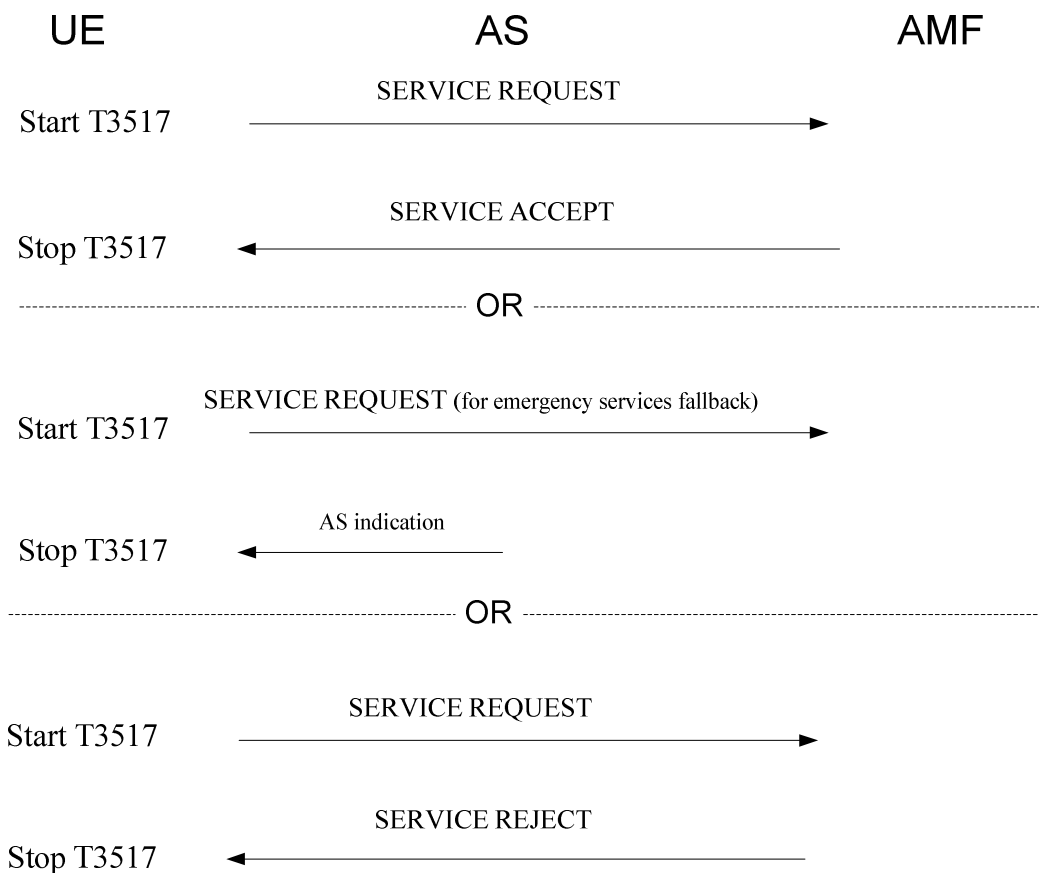 UE AS AMF
SERVICE REQUEST
Start T3517
SERVICE ACCEPT
Stop T3517
OR
SERVICE REQUEST (for emergency services fallback)
Start T3517
AS indication
Stop T3517
OR
SERVICE REQUEST
Start T3517
SERVICE REJECT
Stop T3517